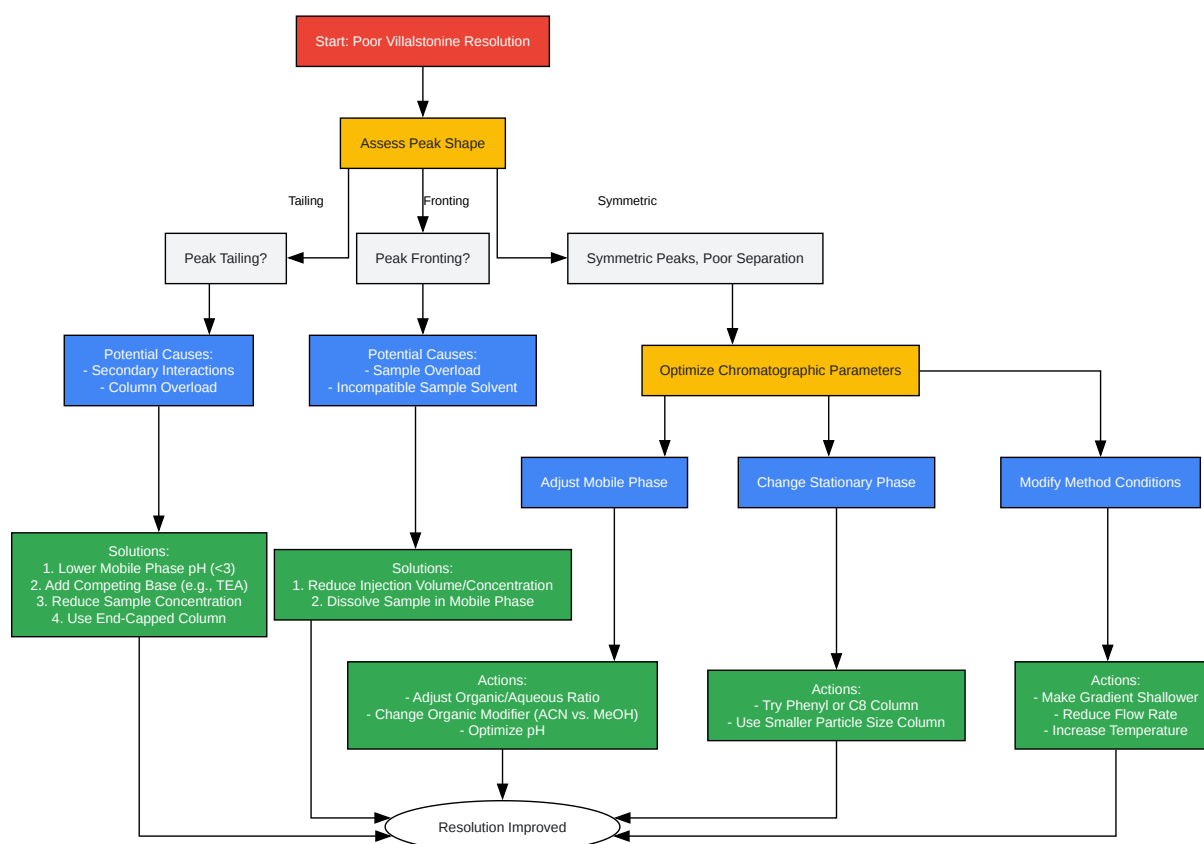 Start: Poor Villalstonine Resolution
Assess Peak Shape
Tailing
Fronting
Symmetric
Peak Tailing?
Peak Fronting?
Symmetric Peaks, Poor Separation
Potential Causes:
- Secondary Interactions
- Column Overload
Potential Causes:
- Sample Overload
- Incompatible Sample Solvent
Optimize Chromatographic Parameters
Adjust Mobile Phase
Change Stationary Phase
Modify Method Conditions
Solutions:
1. Lower Mobile Phase pH (<3)
2. Add Competing Base (e.g., TEA)
3. Reduce Sample Concentration
4. Use End-Capped Column
Solutions:
1. Reduce Injection Volume/Concentration
2. Dissolve Sample in Mobile Phase
Actions:
- Adjust Organic/Aqueous Ratio
- Change Organic Modifier (ACN vs. MeOH)
- Optimize pH
Actions:
- Try Phenyl or C8 Column
- Use Smaller Particle Size Column
Actions:
- Make Gradient Shallower
- Reduce Flow Rate
- Increase Temperature
Resolution Improved